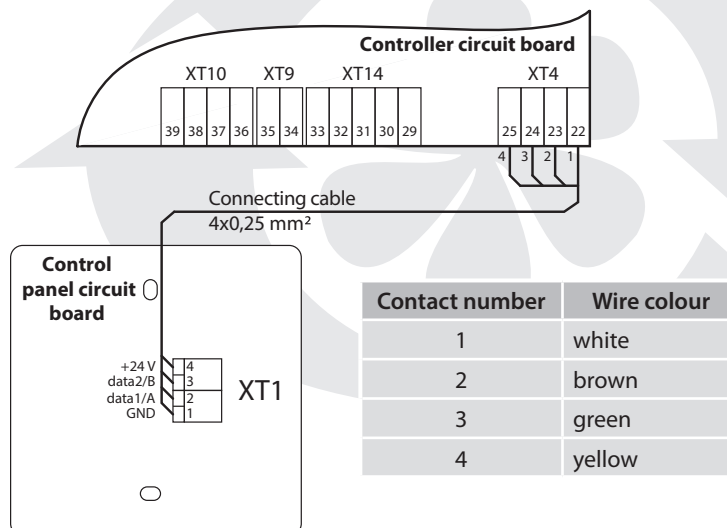 Controller circuit board
XT10 XT9 XT14 XT4
39 38 37 36 35 34 33 32 31 30 29 25 24 23 22
4 3 2 1
Connecting cable
4x0,25 mm²
Control
panel circuit
board
+24 V 4
data2/B 3
data1/A 2
GND 1
XT1
Contact number Wire colour
1 white
2 brown
3 green
4 yellow